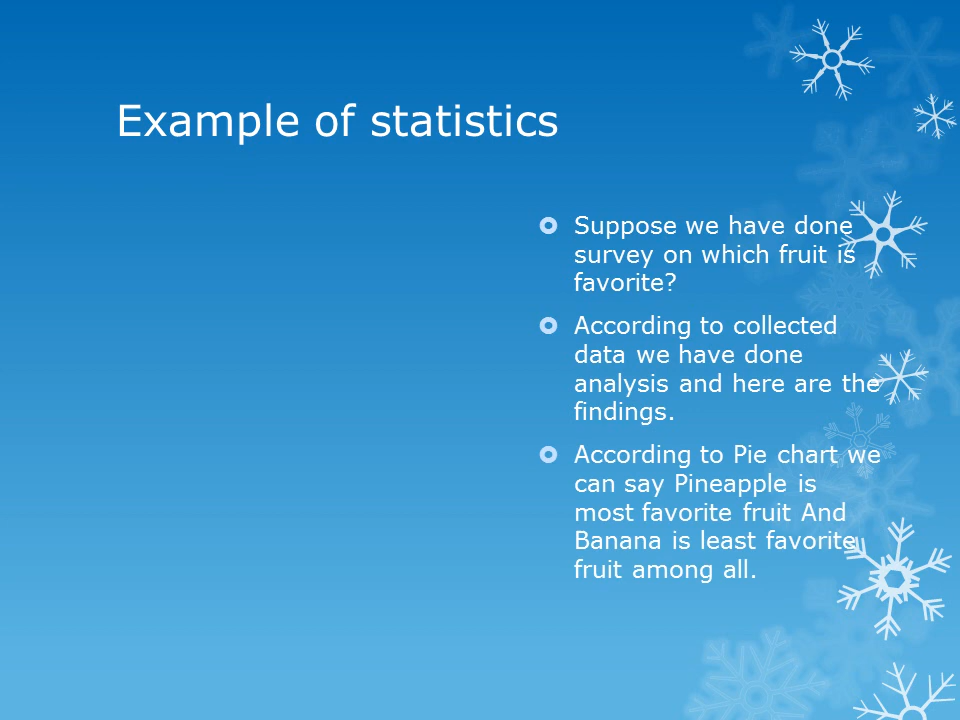 Example of statistics
Suppose we have done
survey on which fruit is
favorite?
According to collected
data we have done
analysis and here are the
findings.
According to Pie chart we
can say Pineapple is
most favorite fruit And
Banana is least favorite
fruit among all.